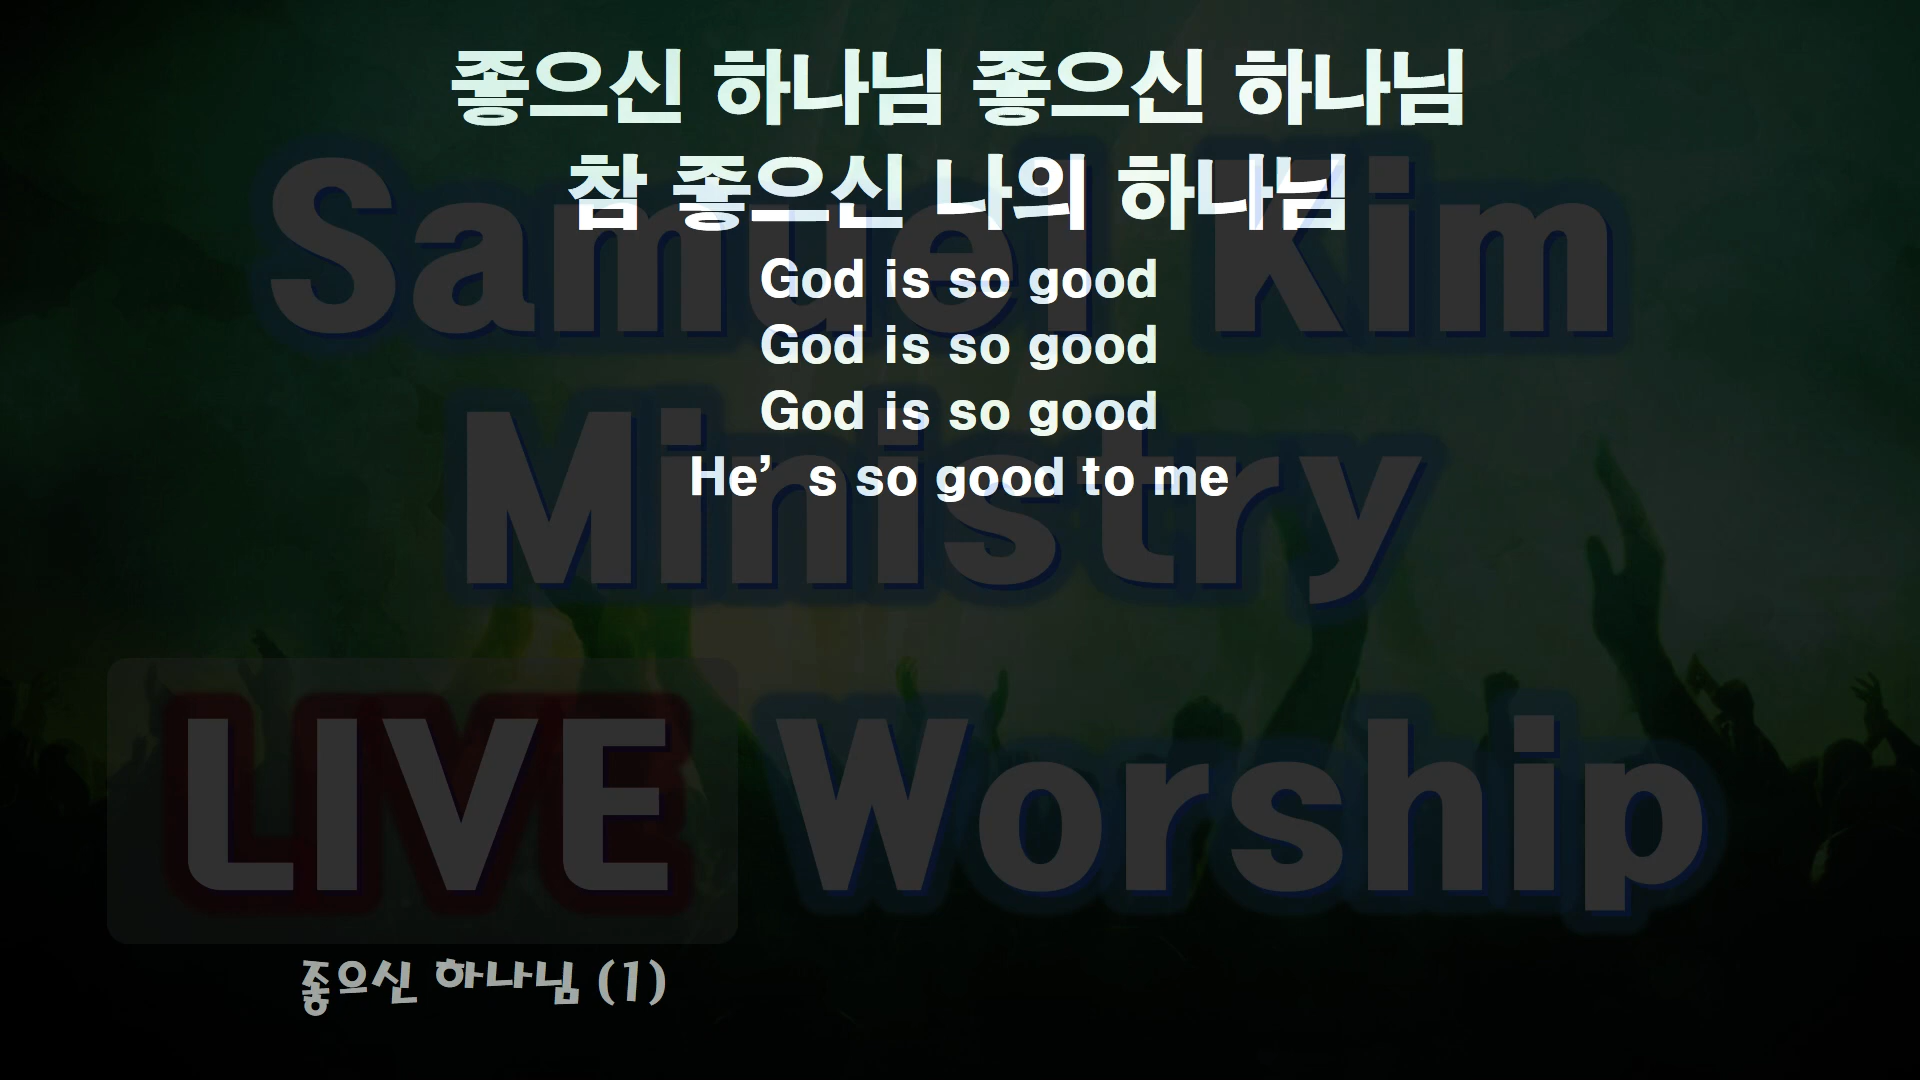 좋으신 하나님 좋으신 하나님
참 좋으신 나의 하나님
God is so good
God is so good
God is so good
He’s so good to me
Samuel Kim
Ministry
LIVE Worship
좋으신 하나님 (1)